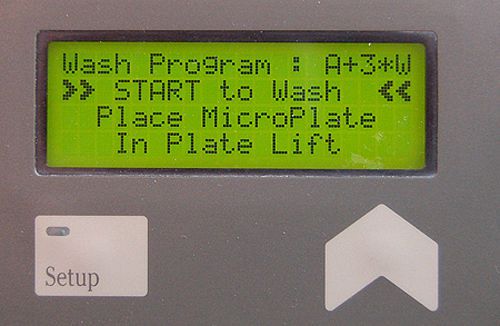 Wash Program : A+3*W
>> START to Wash <<
Place MicroPlate
In Plate Lift
Setup